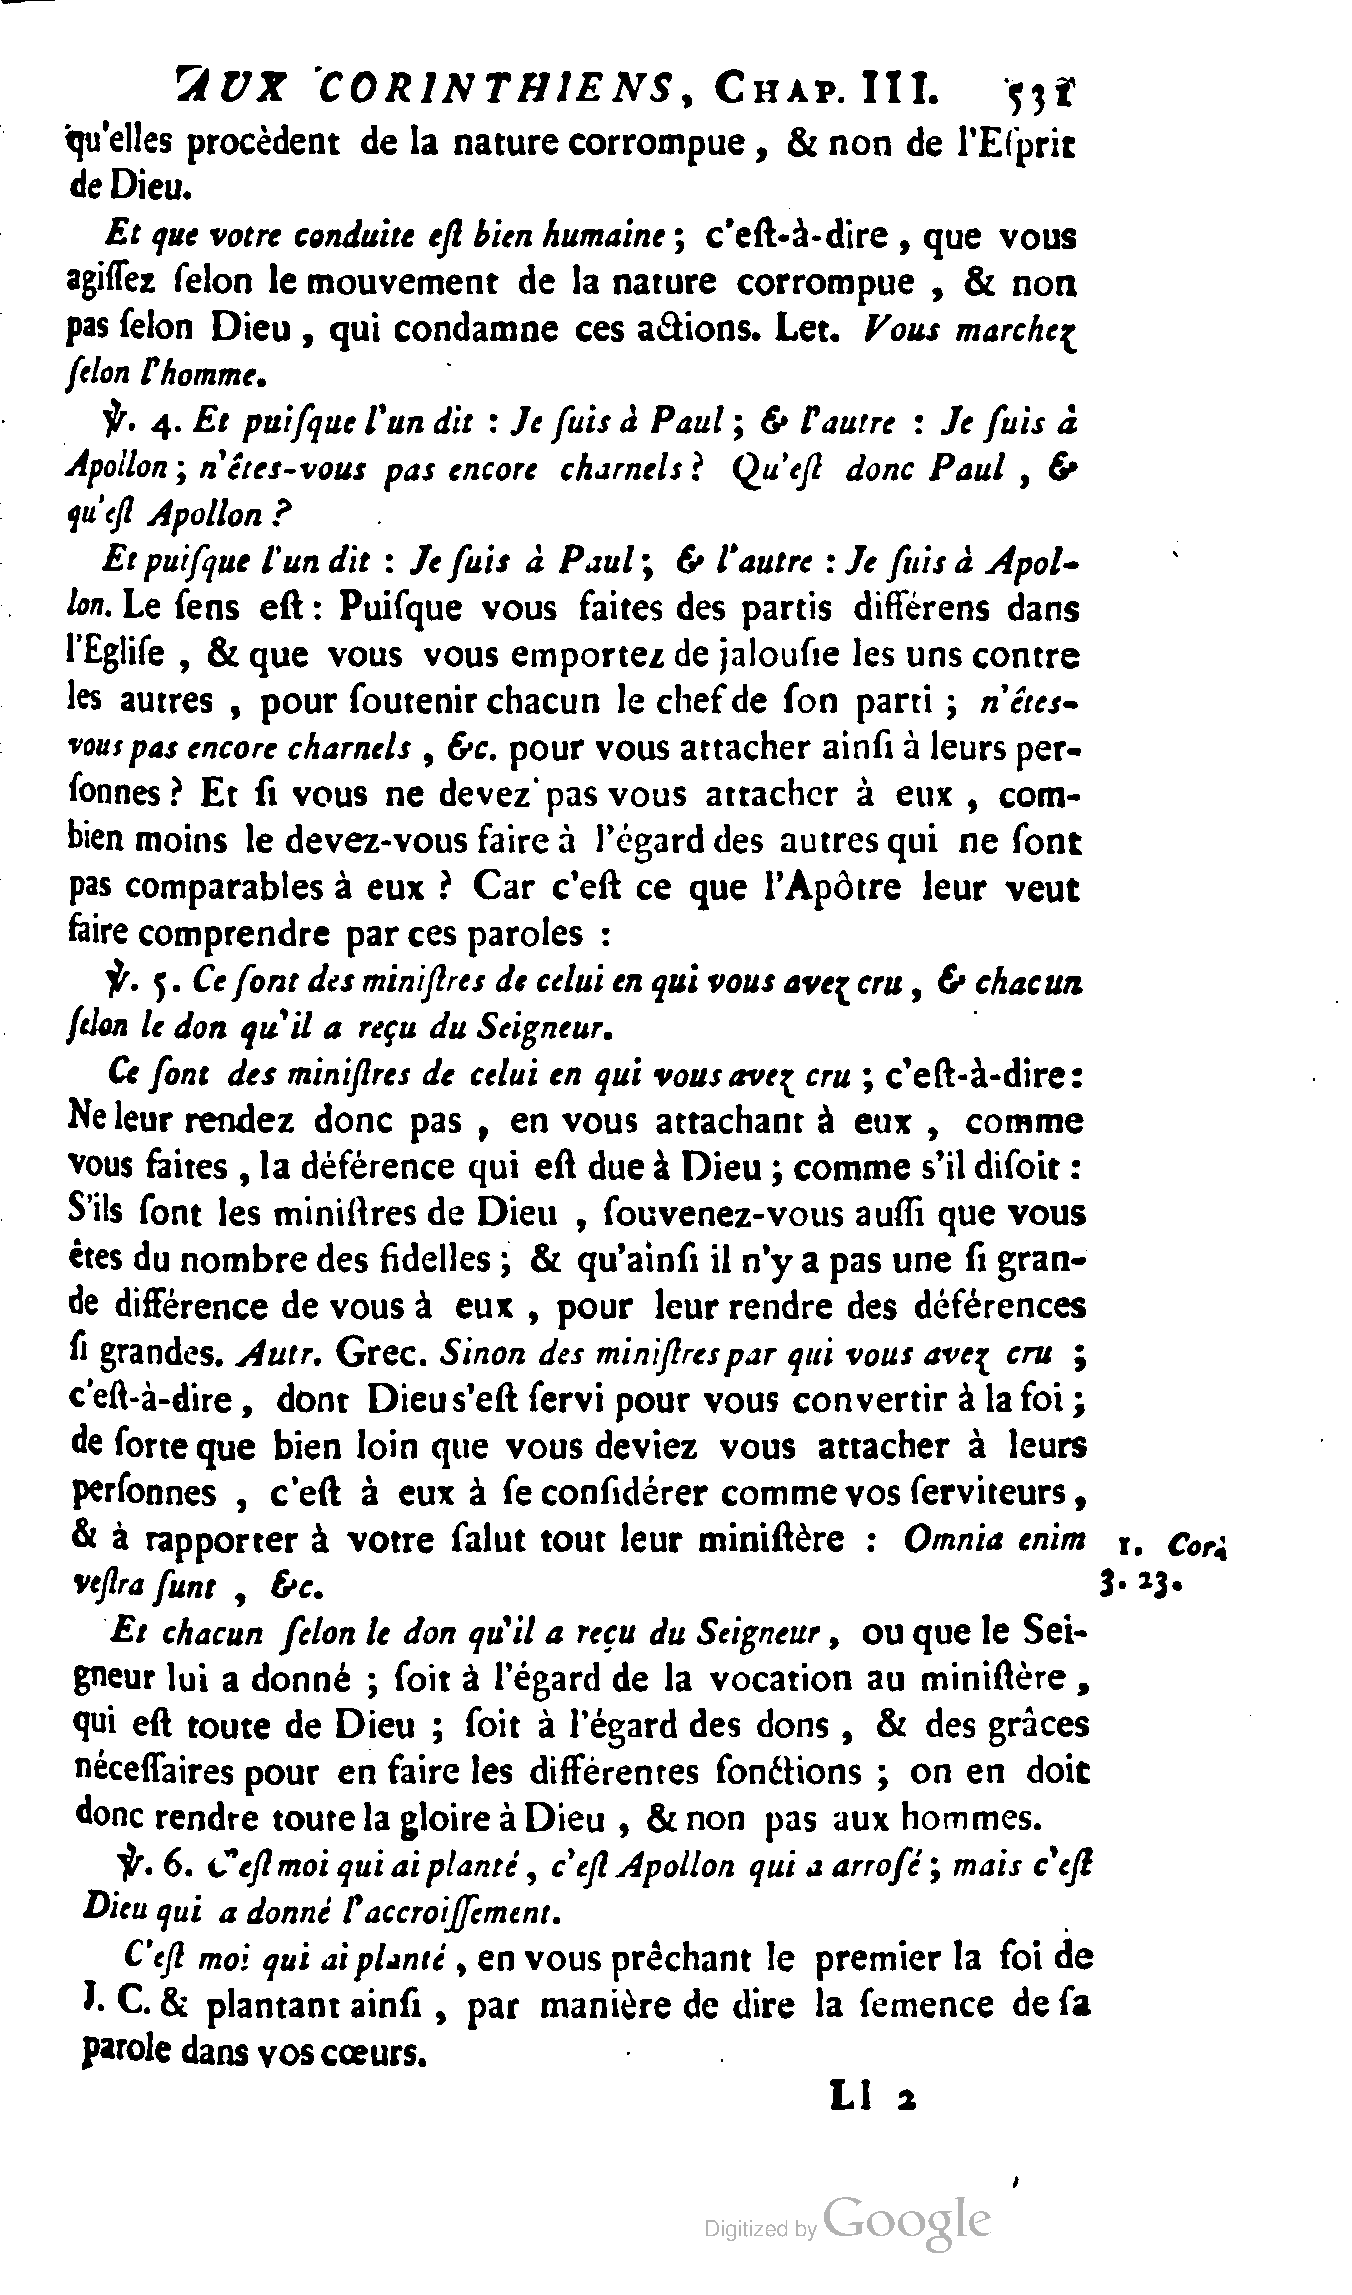 AUX CORINTHIENS, CHAP. III. 531
qu'elles procèdent de la nature corrompue, & non de l'Eſprit
de Dieu.
Et que votre conduite eſt bien humaine; c'eſt-à-dire, que vous
agiſſez ſelon le mouvement de la nature corrompue, & non
pas ſelon Dieu, qui condamne ces actions. Let. Vous marchez
ſelon l'homme.
℣. 4. Et puiſque l'un dit : Je ſuis à Paul; & l'autre : Je ſuis à
Apollon; n'êtes-vous pas encore charnels? Qu'eſt donc Paul, &
qu'eſt Apollon?
Et puiſque l'un dit : Je ſuis à Paul; & l'autre : Je ſuis à Apol-
lon. Le ſens eſt: Puiſque vous faites des partis différens dans
l'Egliſe, & que vous vous emportez de jalouſie les uns contre
les autres, pour ſoutenir chacun le chef de ſon parti; n'êtes-
vous pas encore charnels, &c. pour vous attacher ainſi à leurs per-
ſonnes? Et ſi vous ne devez pas vous attacher à eux, com-
bien moins le devez-vous faire à l'égard des autres qui ne ſont
pas comparables à eux? Car c'eſt ce que l'Apôtre leur veut
faire comprendre par ces paroles :
℣. 5. Ce ſont des miniſtres de celui en qui vous avez cru, & chacun
ſelon le don qu'il a reçu du Seigneur.
Ce ſont des miniſtres de celui en qui vous avez cru; c'eſt-à-dire:
Ne leur rendez donc pas, en vous attachant à eux, comme
vous faites, la déférence qui eſt due à Dieu; comme s'il diſoit :
S'ils ſont les miniſtres de Dieu, ſouvenez-vous auſſi que vous
êtes du nombre des fidelles; & qu'ainſi il n'y a pas une ſi gran-
de différence de vous à eux, pour leur rendre des déférences
ſi grandes. Autr. Grec. Sinon des miniſtres par qui vous avez cru;
c'eſt-à-dire, dont Dieu s'eſt ſervi pour vous convertir à la foi;
de ſorte que bien loin que vous deviez vous attacher à leurs
perſonnes, c'eſt à eux à ſe conſidérer comme vos ſerviteurs,
& à rapporter à votre ſalut tout leur miniſtère : Omnia enim 1. Cor.
veſtra ſunt, &c. 3. 23.
Et chacun ſelon le don qu'il a reçu du Seigneur, ou que le Sei-
gneur lui a donné; ſoit à l'égard de la vocation au miniſtère,
qui eſt toute de Dieu; ſoit à l'égard des dons, & des grâces
néceſſaires pour en faire les différentes fonctions; on en doit
donc rendre toute la gloire à Dieu, & non pas aux hommes.
℣. 6. C'eſt moi qui ai planté, c'eſt Apollon qui a arroſé; mais c'eſt
Dieu qui a donné l'accroiſſement.
C'eſt moi qui ai planté, en vous prêchant le premier la foi de
J. C. & plantant ainſi, par manière de dire la ſemence de ſa
parole dans vos cœurs.
Ll 2
Digitized by Google